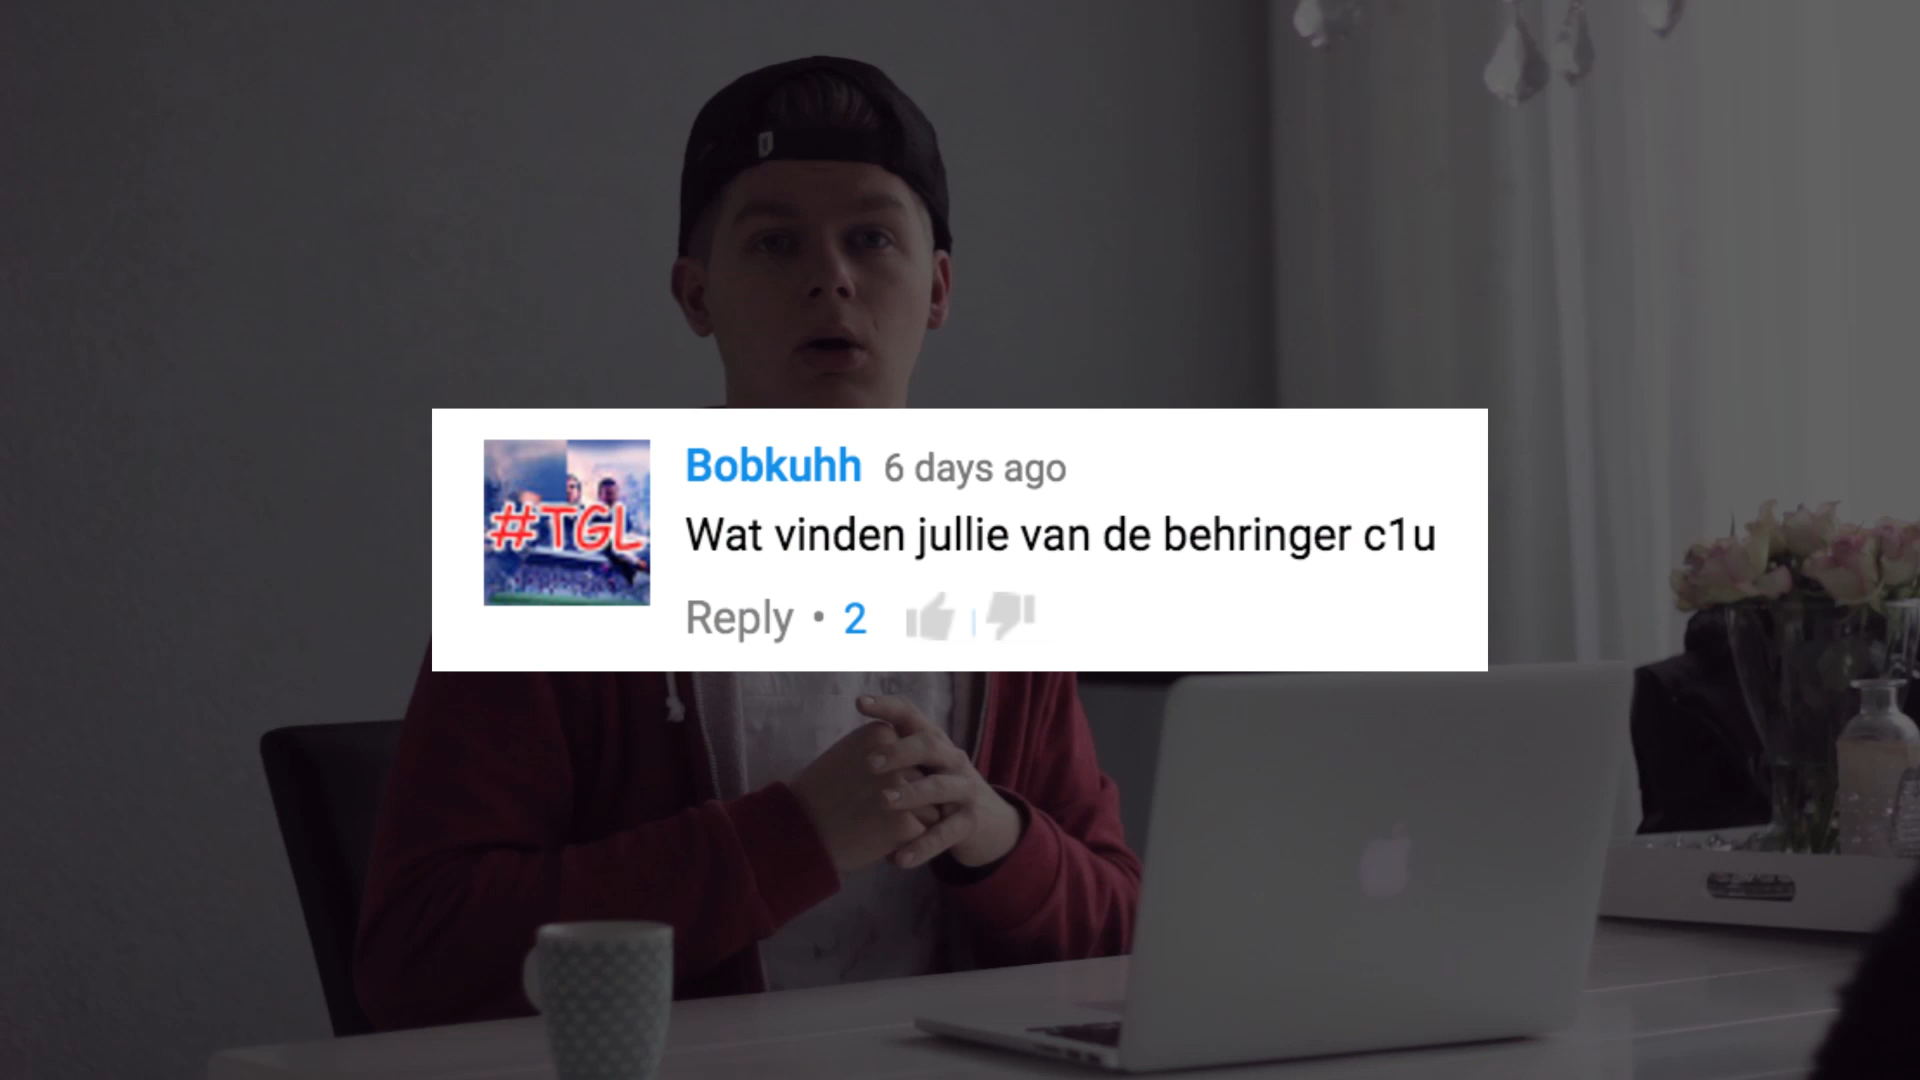 #TGL
Bobkuhh 6 days ago
Wat vinden jullie van de behringer c1u
Reply • 2